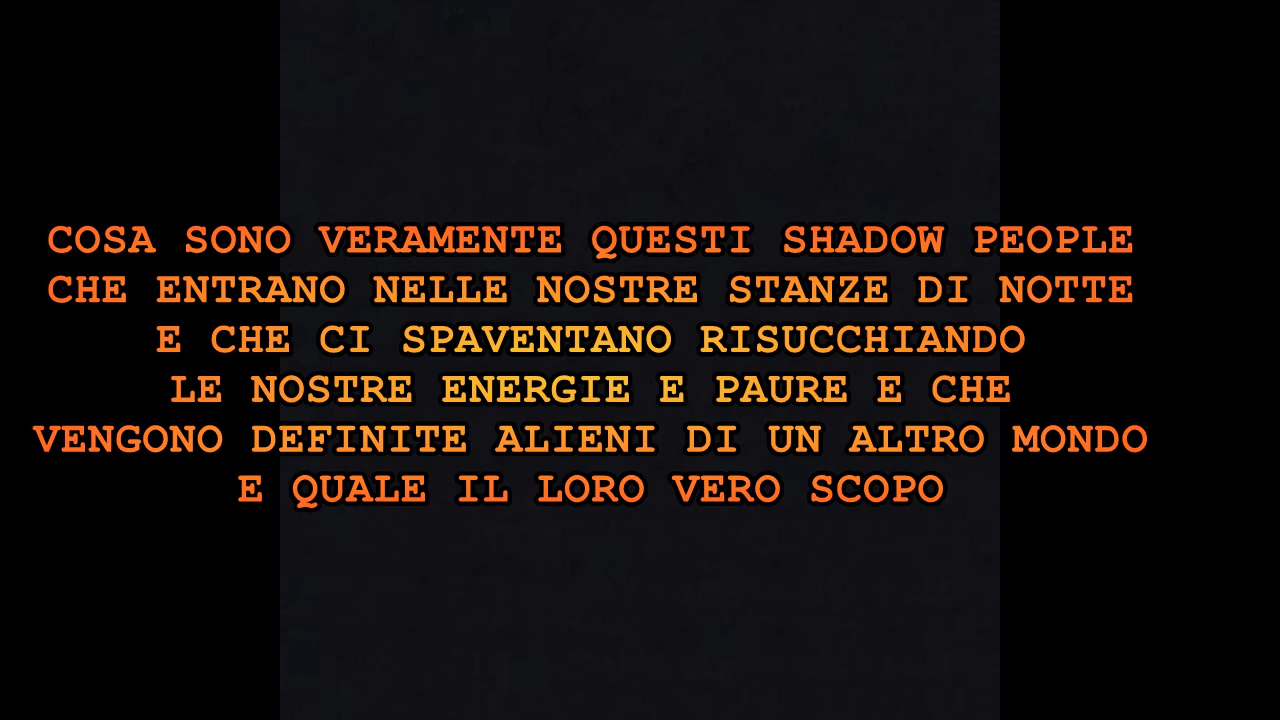 COSA SONO VERAMENTE QUESTI SHADOW PEOPLE
CHE ENTRANO NELLE NOSTRE STANZE DI NOTTE
E CHE CI SPAVENTANO RISUCCHIANDO
LE NOSTRE ENERGIE E PAURE E CHE
VENGONO DEFINITE ALIENI DI UN ALTRO MONDO
E QUALE IL LORO VERO SCOPO